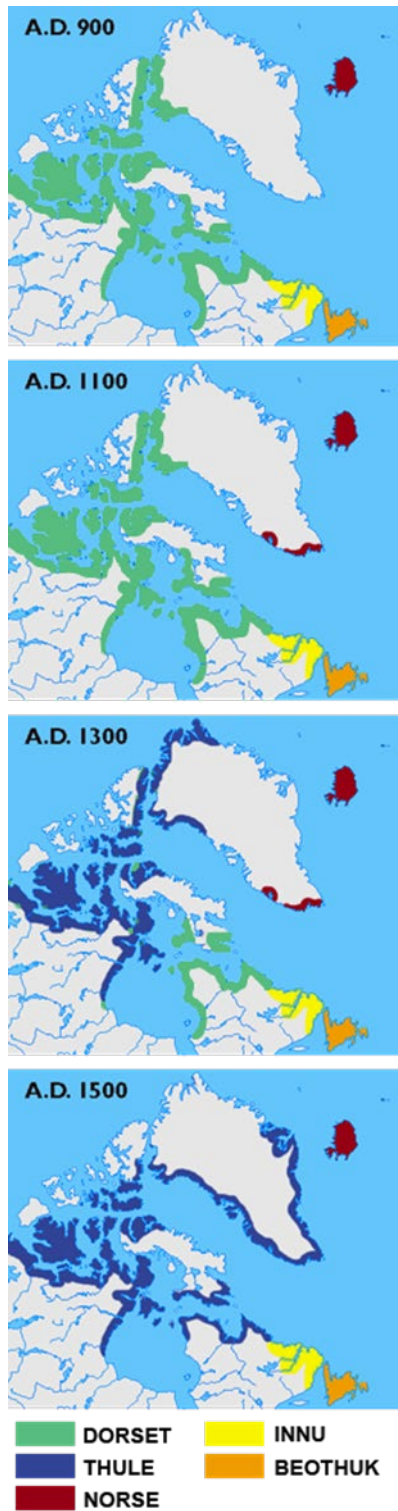 A.D. 900
A.D. 1100
A.D. 1300
A.D. 1500
DORSET
INNU
THULE
BEOTHUK
NORSE